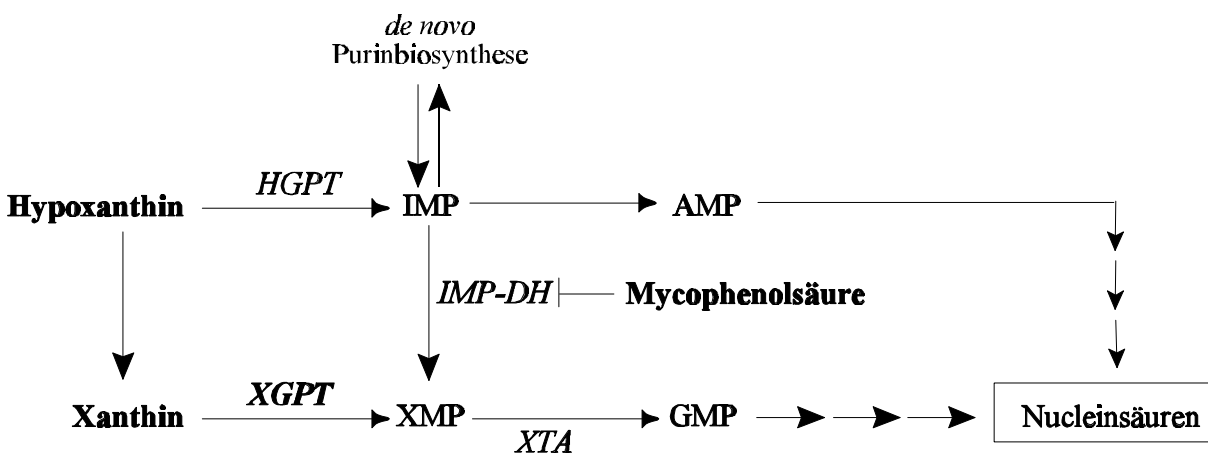 de novo
Purinbiosynthese
HGPT
Hypoxanthin IMP AMP
IMP-DH Mycophenolsäure
XGPT
Xanthin XMP GMP Nucleinsäuren
XTA